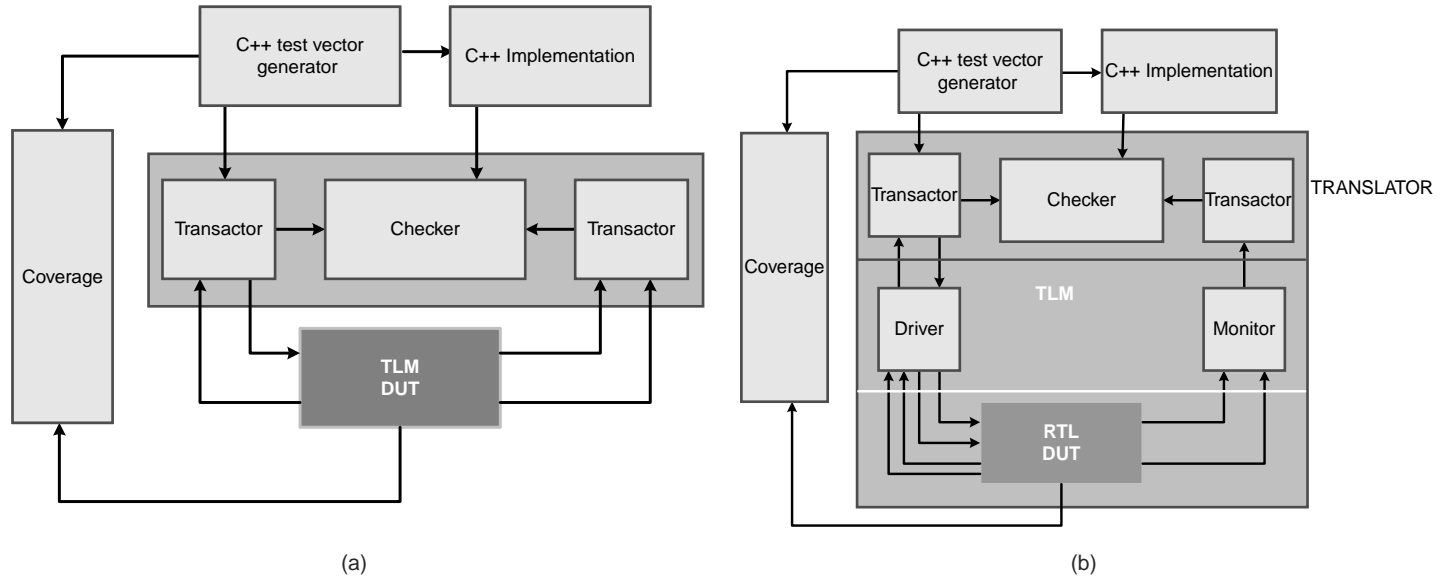 C++ test vector
generator
C++ Implementation
Transactor
Checker
Transactor
Coverage
TLM
DUT
(a)
C++ test vector
generator
C++ Implementation
Transactor
Checker
Transactor
TRANSLATOR
Coverage
TLM
Driver
Monitor
RTL
DUT
(b)